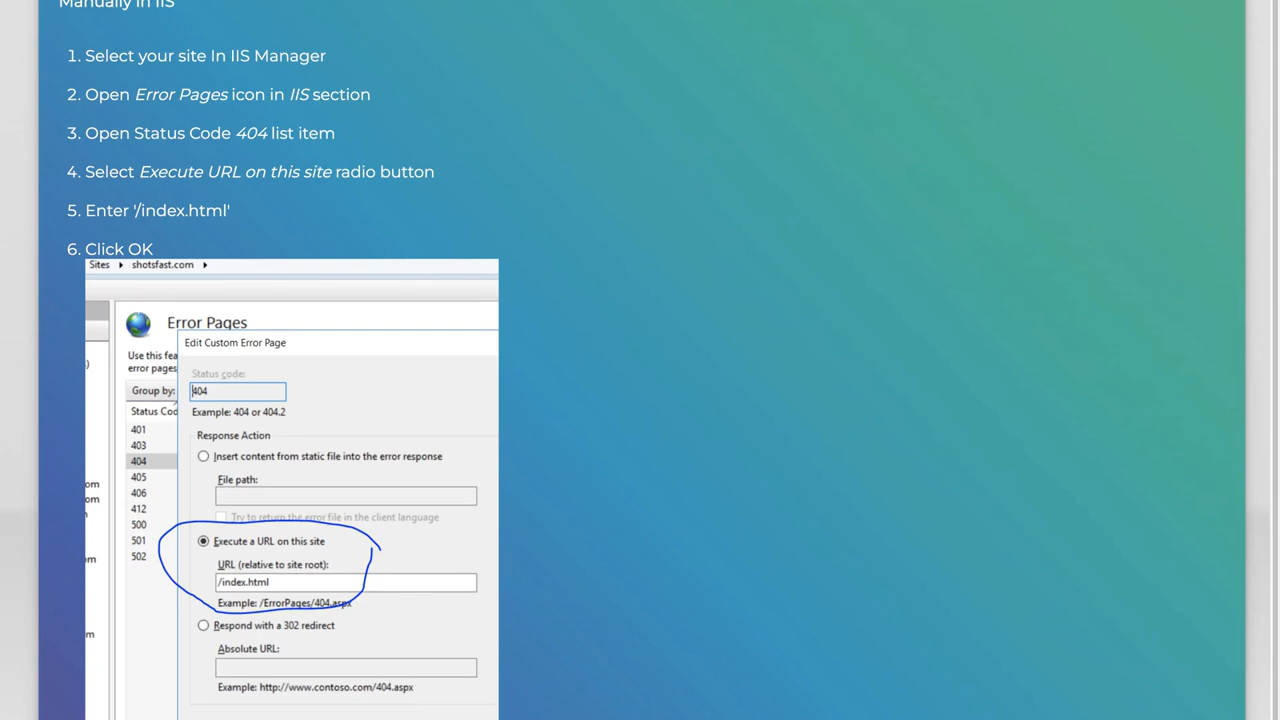 Manually in IIS
1. Select your site In IIS Manager
2. Open Error Pages icon in IIS section
3. Open Status Code 404 list item
4. Select Execute URL on this site radio button
5. Enter '/index.html'
6. Click OK
Sites shotsfast.com
Error Pages
Edit Custom Error Page
Use this fea
error pages
Status code:
404
Group by:
Example: 404 or 404.2
Status Cod
401
403
404
405
406
412
500
501
502
Response Action
Insert content from static file into the error response
File path:
Try to return the error file in the client language
Execute a URL on this site
URL (relative to site root):
/index.html
Example: /ErrorPages/404.aspx
Respond with a 302 redirect
Absolute URL:
Example: http://www.contoso.com/404.aspx
om
om
m
m